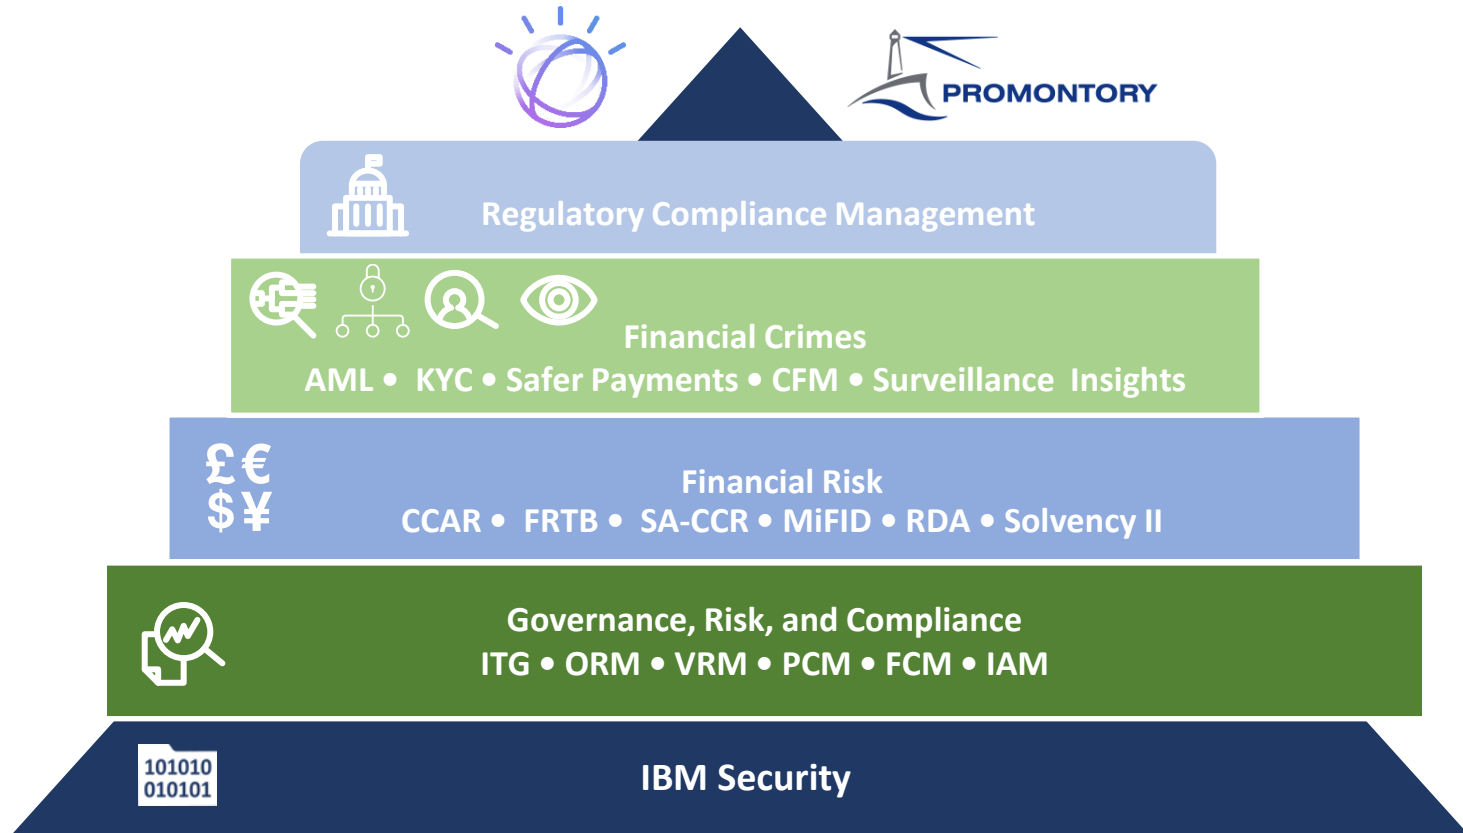 PROMONTORY
Regulatory Compliance Management
Financial Crimes
AML • KYC • Safer Payments • CFM • Surveillance Insights
£ €
$ ¥
Financial Risk
CCAR • FRTB • SA-CCR • MiFID • RDA • Solvency II
Governance, Risk, and Compliance
ITG • ORM • VRM • PCM • FCM • IAM
101010
010101
IBM Security